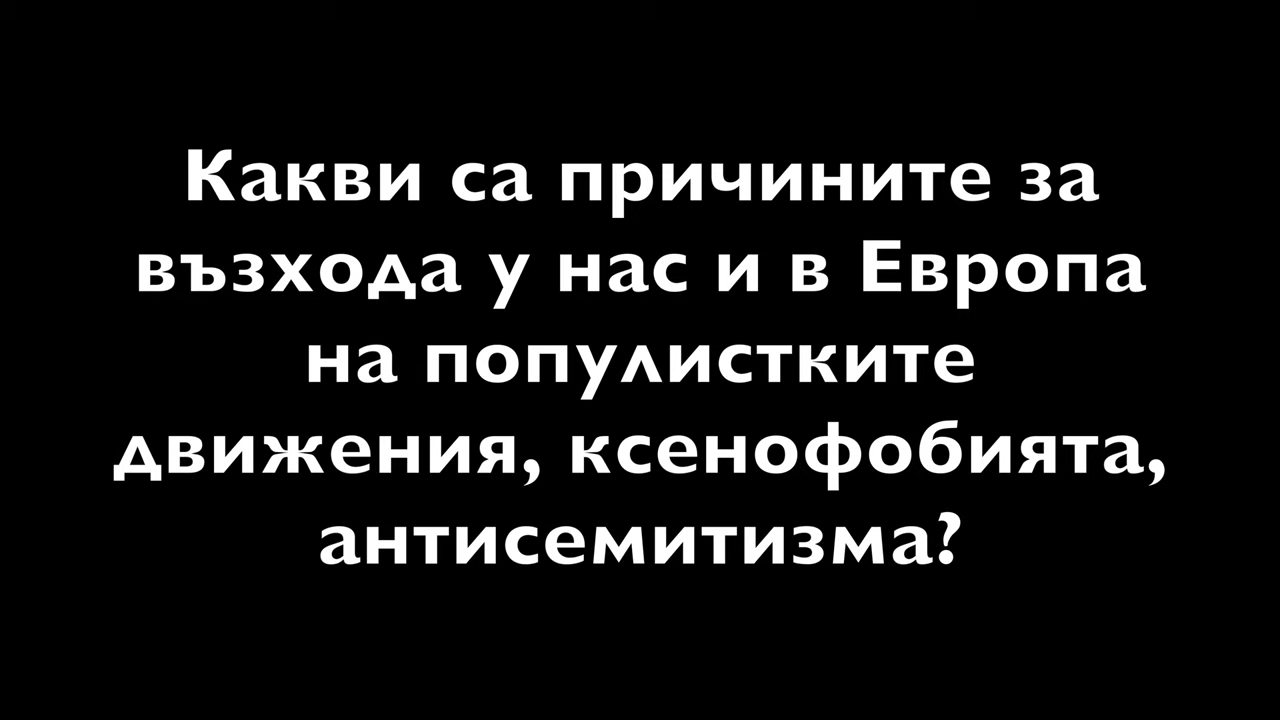 Какви са причините за
възхода у нас и в Европа
на популистките
движения, ксенофобията,
антисемитизма?